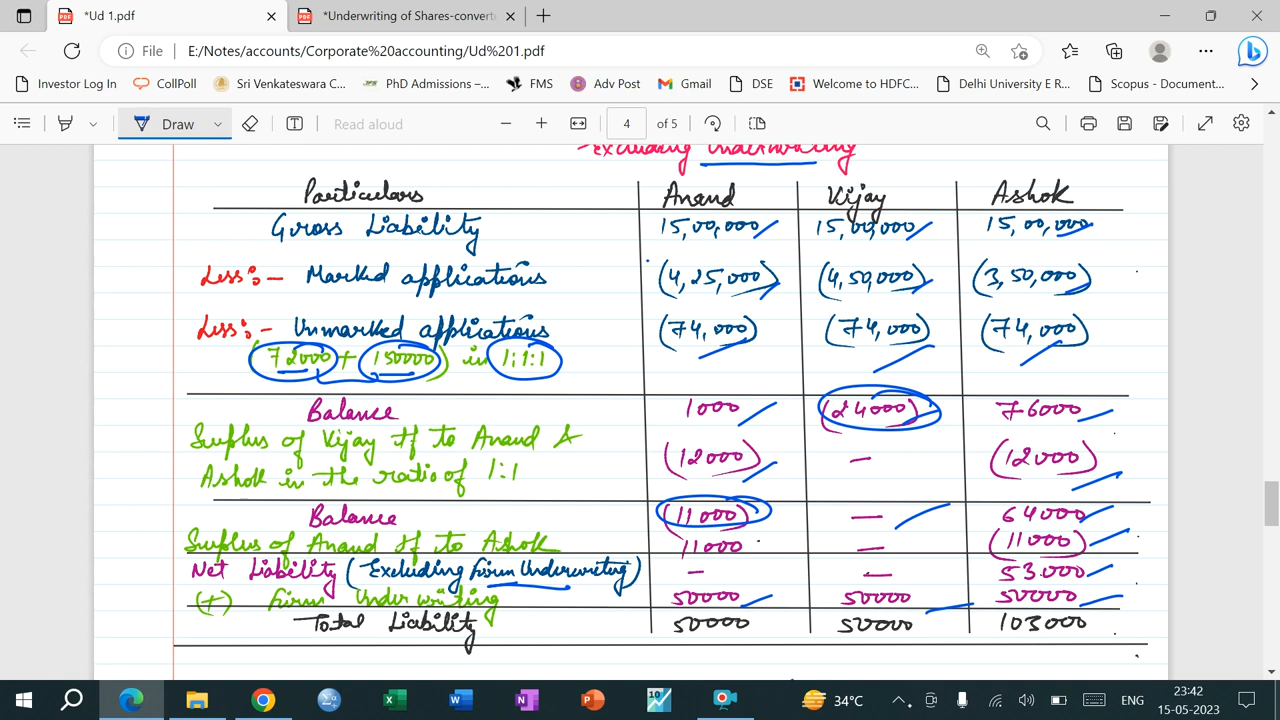 *Ud 1.pdf
*Underwriting of Shares-convert
File E:/Notes/accounts/Corporate%20accounting/Ud%201.pdf
Investor Log In CollPoll Sri Venkateswara C... PhD Admissions –... FMS Adv Post Gmail DSE Welcome to HDFC... Delhi University E R... Scopus - Document...
Draw Read aloud 4 of 5
Excluding Underwriting
Particulars Anand Vijay Ashok
Gross Liability 15,00,000 15,00,000 15,00,000
Less:- Marked applications (4,25,000) (4,50,000) (3,50,000)
Less:- Unmarked applications (74,000) (74,000) (74,000)
(72000 + 150000) in 1:1:1
Balance 1000 (24000) 76000
Surplus of Vijay tf to Anand &
Ashok in the ratio of 1:1 (12000) — (12000)
Balance (11000) — 64000
Surplus of Anand tf to Ashok 11000 — (11000)
Net Liability (Excluding firm Underwriting) — — 53000
(+) firm Underwriting 50000 50000 50000
Total Liability 50000 50000 103000
34°C ENG 23:42
15-05-2023